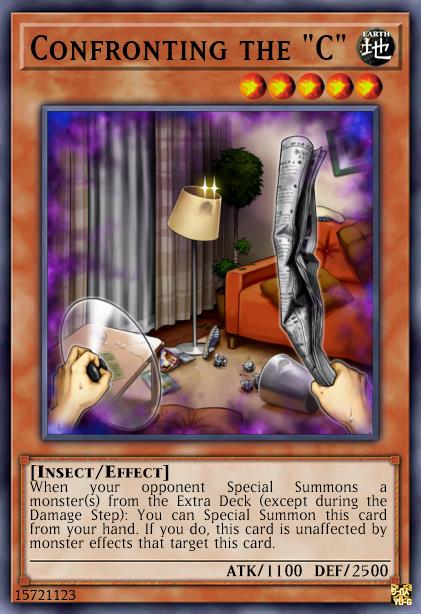 CONFRONTING THE "C"
EARTH
地
[INSECT/EFFECT]
When your opponent Special Summons a
monster(s) from the Extra Deck (except during the
Damage Step): You can Special Summon this card
from your hand. If you do, this card is unaffected by
monster effects that target this card.
ATK/1100 DEF/2500
15721123